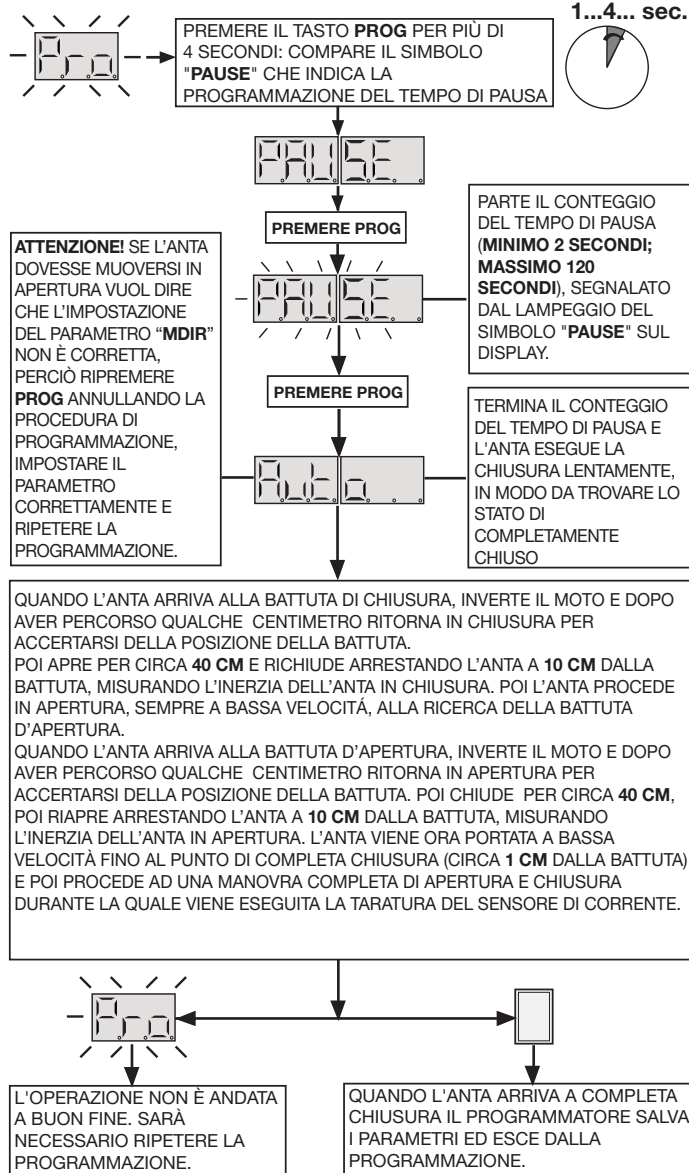 1...4... sec.
Pro
PREMERE IL TASTO PROG PER PIÙ DI
4 SECONDI: COMPARE IL SIMBOLO
"PAUSE" CHE INDICA LA
PROGRAMMAZIONE DEL TEMPO DI PAUSA
PAUSE
PREMERE PROG
PARTE IL CONTEGGIO
DEL TEMPO DI PAUSA
(MINIMO 2 SECONDI;
MASSIMO 120
SECONDI), SEGNALATO
DAL LAMPEGGIO DEL
SIMBOLO "PAUSE" SUL
DISPLAY.
ATTENZIONE! SE L’ANTA
DOVESSE MUOVERSI IN
APERTURA VUOL DIRE
CHE L’IMPOSTAZIONE
DEL PARAMETRO “MDIR”
NON È CORRETTA,
PERCIÒ RIPREMERE
PROG ANNULLANDO LA
PROCEDURA DI
PROGRAMMAZIONE,
IMPOSTARE IL
PARAMETRO
CORRETTAMENTE E
RIPETERE LA
PROGRAMMAZIONE.
PAUSE
PREMERE PROG
Auto
TERMINA IL CONTEGGIO
DEL TEMPO DI PAUSA E
L'ANTA ESEGUE LA
CHIUSURA LENTAMENTE,
IN MODO DA TROVARE LO
STATO DI
COMPLETAMENTE
CHIUSO
QUANDO L’ANTA ARRIVA ALLA BATTUTA DI CHIUSURA, INVERTE IL MOTO E DOPO
AVER PERCORSO QUALCHE CENTIMETRO RITORNA IN CHIUSURA PER
ACCERTARSI DELLA POSIZIONE DELLA BATTUTA.
POI APRE PER CIRCA 40 CM E RICHIUDE ARRESTANDO L’ANTA A 10 CM DALLA
BATTUTA, MISURANDO L’INERZIA DELL’ANTA IN CHIUSURA. POI L’ANTA PROCEDE
IN APERTURA, SEMPRE A BASSA VELOCITÁ, ALLA RICERCA DELLA BATTUTA
D’APERTURA.
QUANDO L’ANTA ARRIVA ALLA BATTUTA D’APERTURA, INVERTE IL MOTO E DOPO
AVER PERCORSO QUALCHE CENTIMETRO RITORNA IN APERTURA PER
ACCERTARSI DELLA POSIZIONE DELLA BATTUTA. POI CHIUDE PER CIRCA 40 CM,
POI RIAPRE ARRESTANDO L’ANTA A 10 CM DALLA BATTUTA, MISURANDO
L’INERZIA DELL’ANTA IN APERTURA. L’ANTA VIENE ORA PORTATA A BASSA
VELOCITÀ FINO AL PUNTO DI COMPLETA CHIUSURA (CIRCA 1 CM DALLA BATTUTA)
E POI PROCEDE AD UNA MANOVRA COMPLETA DI APERTURA E CHIUSURA
DURANTE LA QUALE VIENE ESEGUITA LA TARATURA DEL SENSORE DI CORRENTE.
Pro
L'OPERAZIONE NON È ANDATA
A BUON FINE. SARÀ
NECESSARIO RIPETERE LA
PROGRAMMAZIONE.
QUANDO L'ANTA ARRIVA A COMPLETA
CHIUSURA IL PROGRAMMATORE SALVA
I PARAMETRI ED ESCE DALLA
PROGRAMMAZIONE.